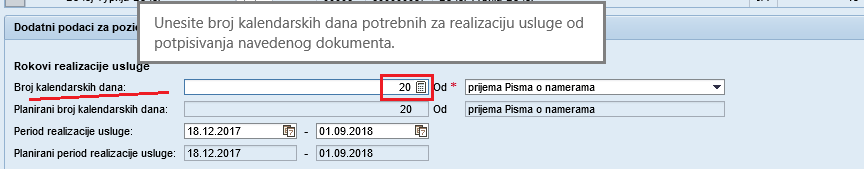 Unesite broj kalendarskih dana potrebnih za realizaciju usluge od
potpisivanja navedenog dokumenta.
Dodatni podaci za pozic
Rokovi realizacije usluge
Broj kalendarskih dana: 20 Od * prijema Pisma o namerama
Planirani broj kalendarskih dana: 20 Od prijema Pisma o namerama
Period realizacije usluge: 18.12.2017 - 01.09.2018
Planirani period realizacije usluge: 18.12.2017 - 01.09.2018